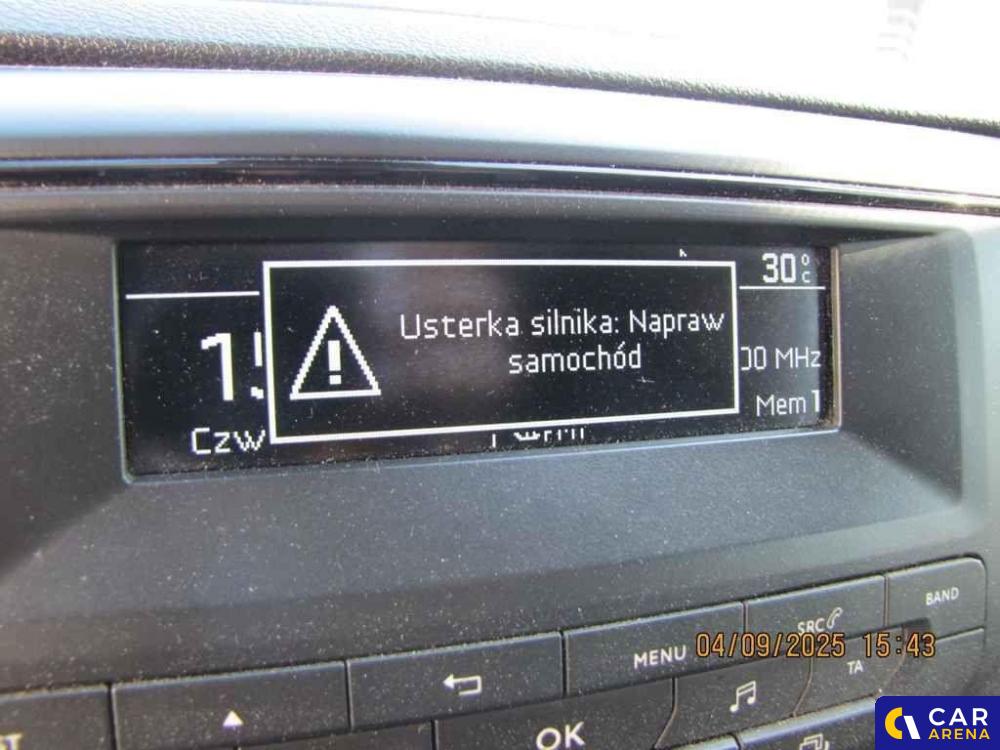 30°C
Usterka silnika: Napraw
samochód
00 MHz
Mem 1
Czw
BAND
SRC
MENU
04/09/2025 15:43
TA
OK
CAR
ARENA